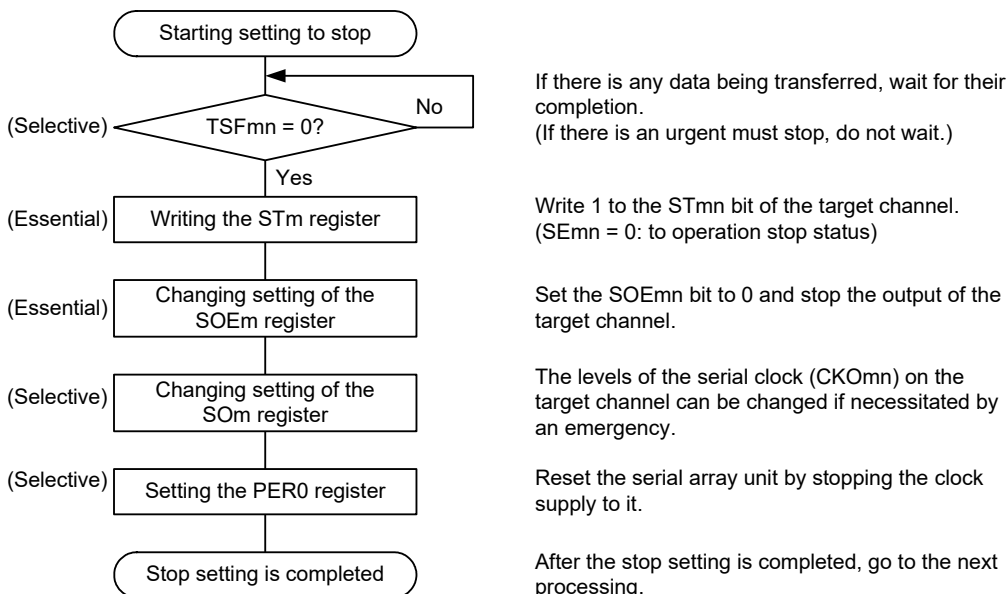 Starting setting to stop
(Selective)
TSFmn = 0?
No
Yes
If there is any data being transferred, wait for their
completion.
(If there is an urgent must stop, do not wait.)
(Essential)
Writing the STm register
Write 1 to the STmn bit of the target channel.
(SEmn = 0: to operation stop status)
(Essential)
Changing setting of the
SOEm register
Set the SOEmn bit to 0 and stop the output of the
target channel.
(Selective)
Changing setting of the
SOm register
The levels of the serial clock (CKOmn) on the
target channel can be changed if necessitated by
an emergency.
(Selective)
Setting the PER0 register
Reset the serial array unit by stopping the clock
supply to it.
Stop setting is completed
After the stop setting is completed, go to the next
processing.